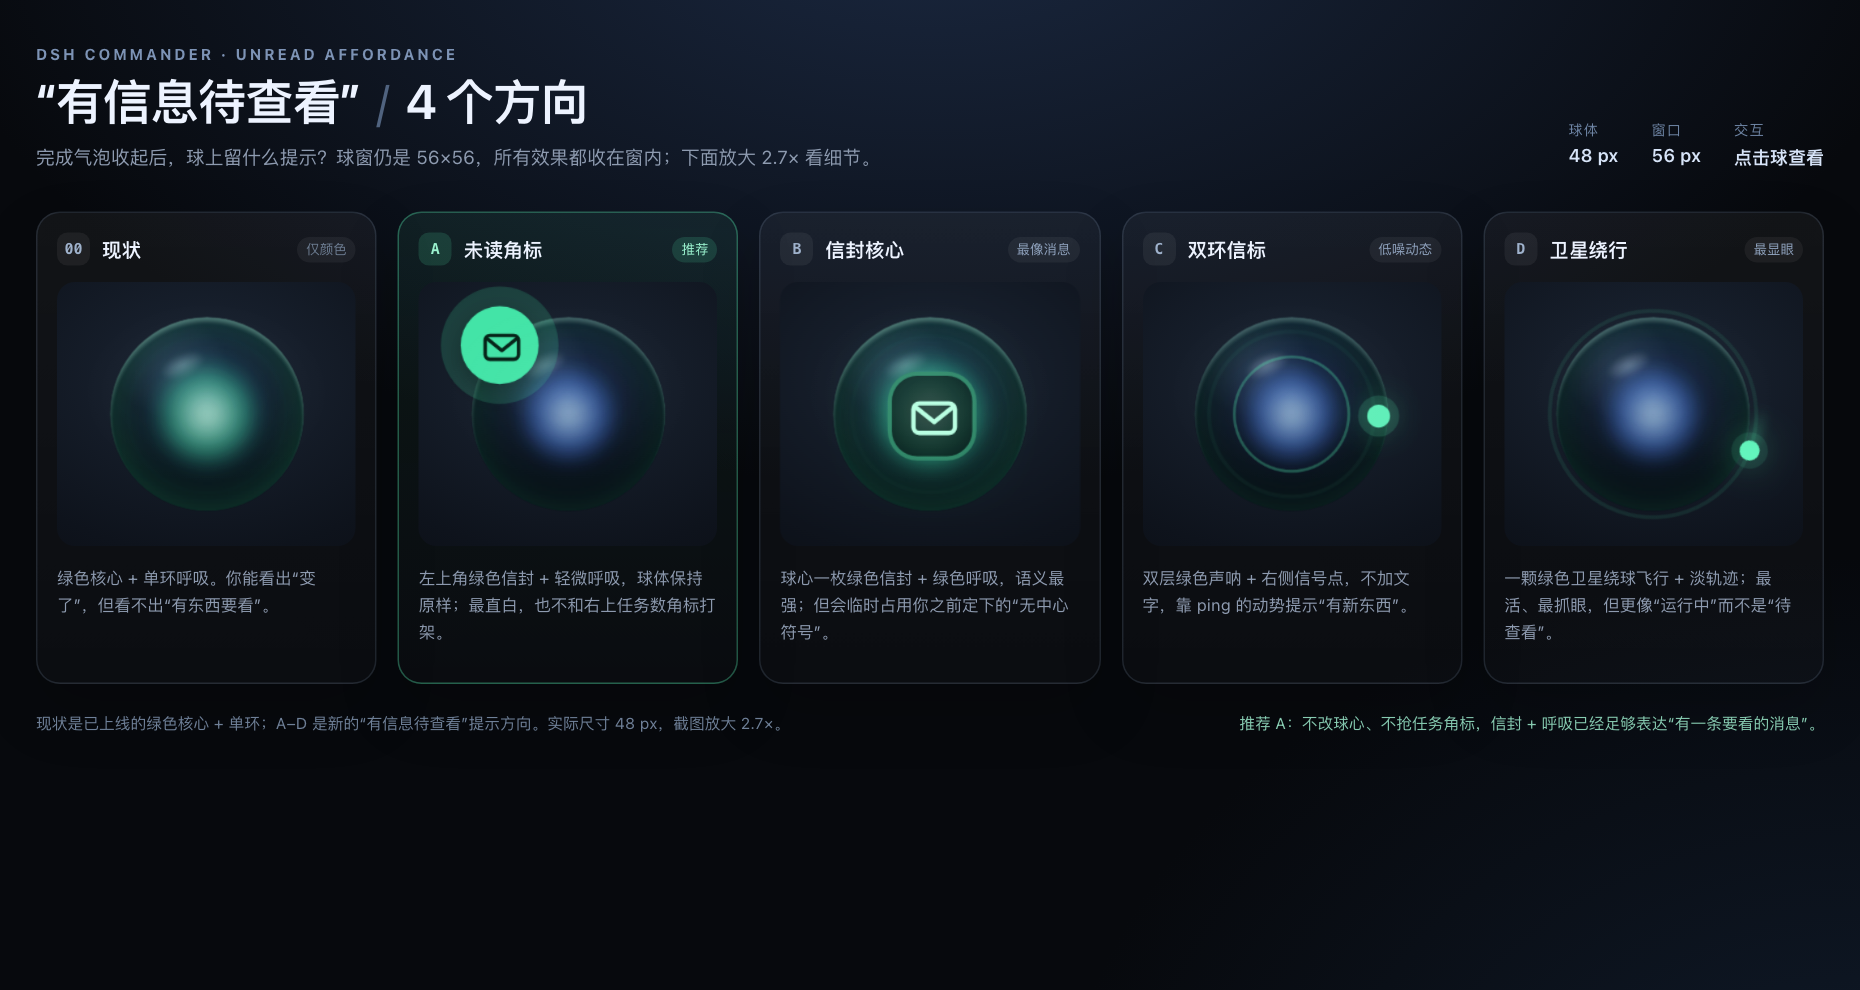 DSH COMMANDER · UNREAD AFFORDANCE
“有信息待查看” / 4 个方向
完成气泡收起后，球上留什么提示？球窗仍是 56×56，所有效果都收在窗内；下面放大 2.7× 看细节。
球体
48 px
窗口
56 px
交互
点击球查看
00 现状 仅颜色
绿色核心 + 单环呼吸。你能看出“变
了”，但看不出“有东西要看”。
A 未读角标 推荐
左上角绿色信封 + 轻微呼吸，球体保持
原样；最直白，也不和右上任务数角标打
架。
B 信封核心 最像消息
球心一枚绿色信封 + 绿色呼吸，语义最
强；但会临时占用你之前定下的“无中心
符号”。
C 双环信标 低噪动态
双层绿色声呐 + 右侧信号点，不加文
字，靠 ping 的动势提示“有新东西”。
D 卫星绕行 最显眼
一颗绿色卫星绕球飞行 + 淡轨迹；最
活、最抓眼，但更像“运行中”而不是“待
查看”。
现状是已上线的绿色核心 + 单环；A–D 是新的“有信息待查看”提示方向。实际尺寸 48 px，截图放大 2.7×。
推荐 A：不改球心、不抢任务角标，信封 + 呼吸已经足够表达“有一条要看的消息”。